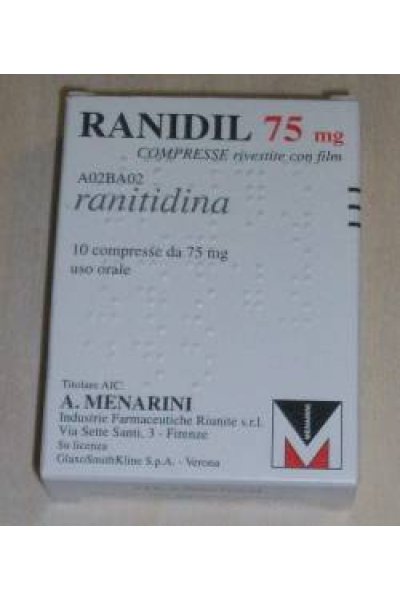 RANIDIL 75 mg
COMPRESSE rivestite con film
A02BA02
ranitidina
10 compresse da 75 mg
uso orale
Titolare AIC:
A. MENARINI
Industrie Farmaceutiche Riunite s.r.l.
Via Sette Santi, 3 - Firenze
Su licenza
GlaxoSmithKline S.p.A. - Verona
MENARINI
M